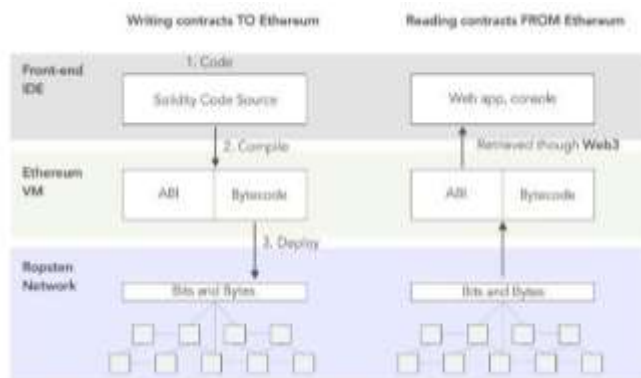 Writing contracts TO Ethereum
Reading contracts FROM Ethereum
Front-end
IDE
1. Code
Solidity Code Source
Web app, console
2. Compile
Retrieved though Web3
Ethereum
VM
ABI
Bytecode
ABI
Bytecode
3. Deploy
Ropsten
Network
Bits and Bytes
Bits and Bytes